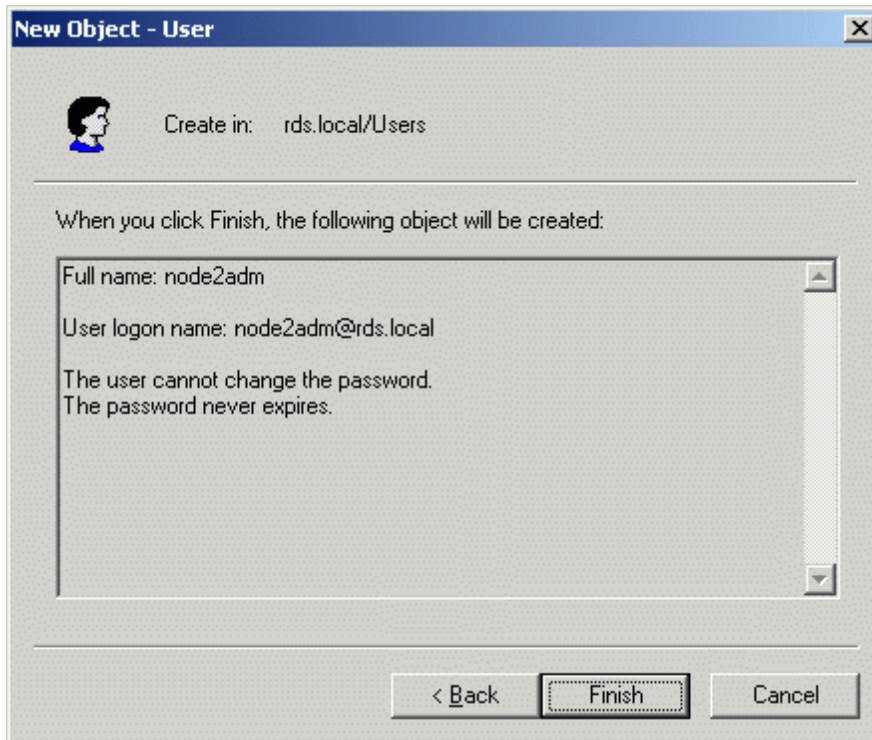 New Object - User
Create in: rds.local/Users
When you click Finish, the following object will be created:
Full name: node2adm
User logon name: node2adm@rds.local
The user cannot change the password.
The password never expires.
< Back Finish Cancel